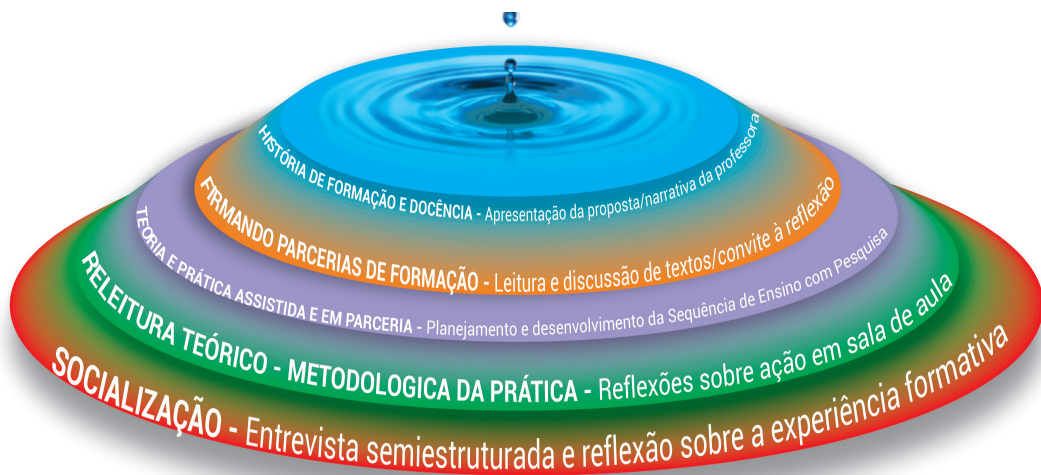 HISTÓRIA DE FORMAÇÃO E DOCÊNCIA - Apresentação da proposta/narrativa da professora
FIRMANDO PARCERIAS DE FORMAÇÃO - Leitura e discussão de textos/convite à reflexão
TEORIA E PRÁTICA ASSISTIDA E EM PARCERIA - Planejamento e desenvolvimento da Sequência de Ensino com Pesquisa
RELEITURA TEÓRICO - METODOLOGICA DA PRÁTICA - Reflexões sobre ação em sala de aula
SOCIALIZAÇÃO - Entrevista semiestruturada e reflexão sobre a experiência formativa